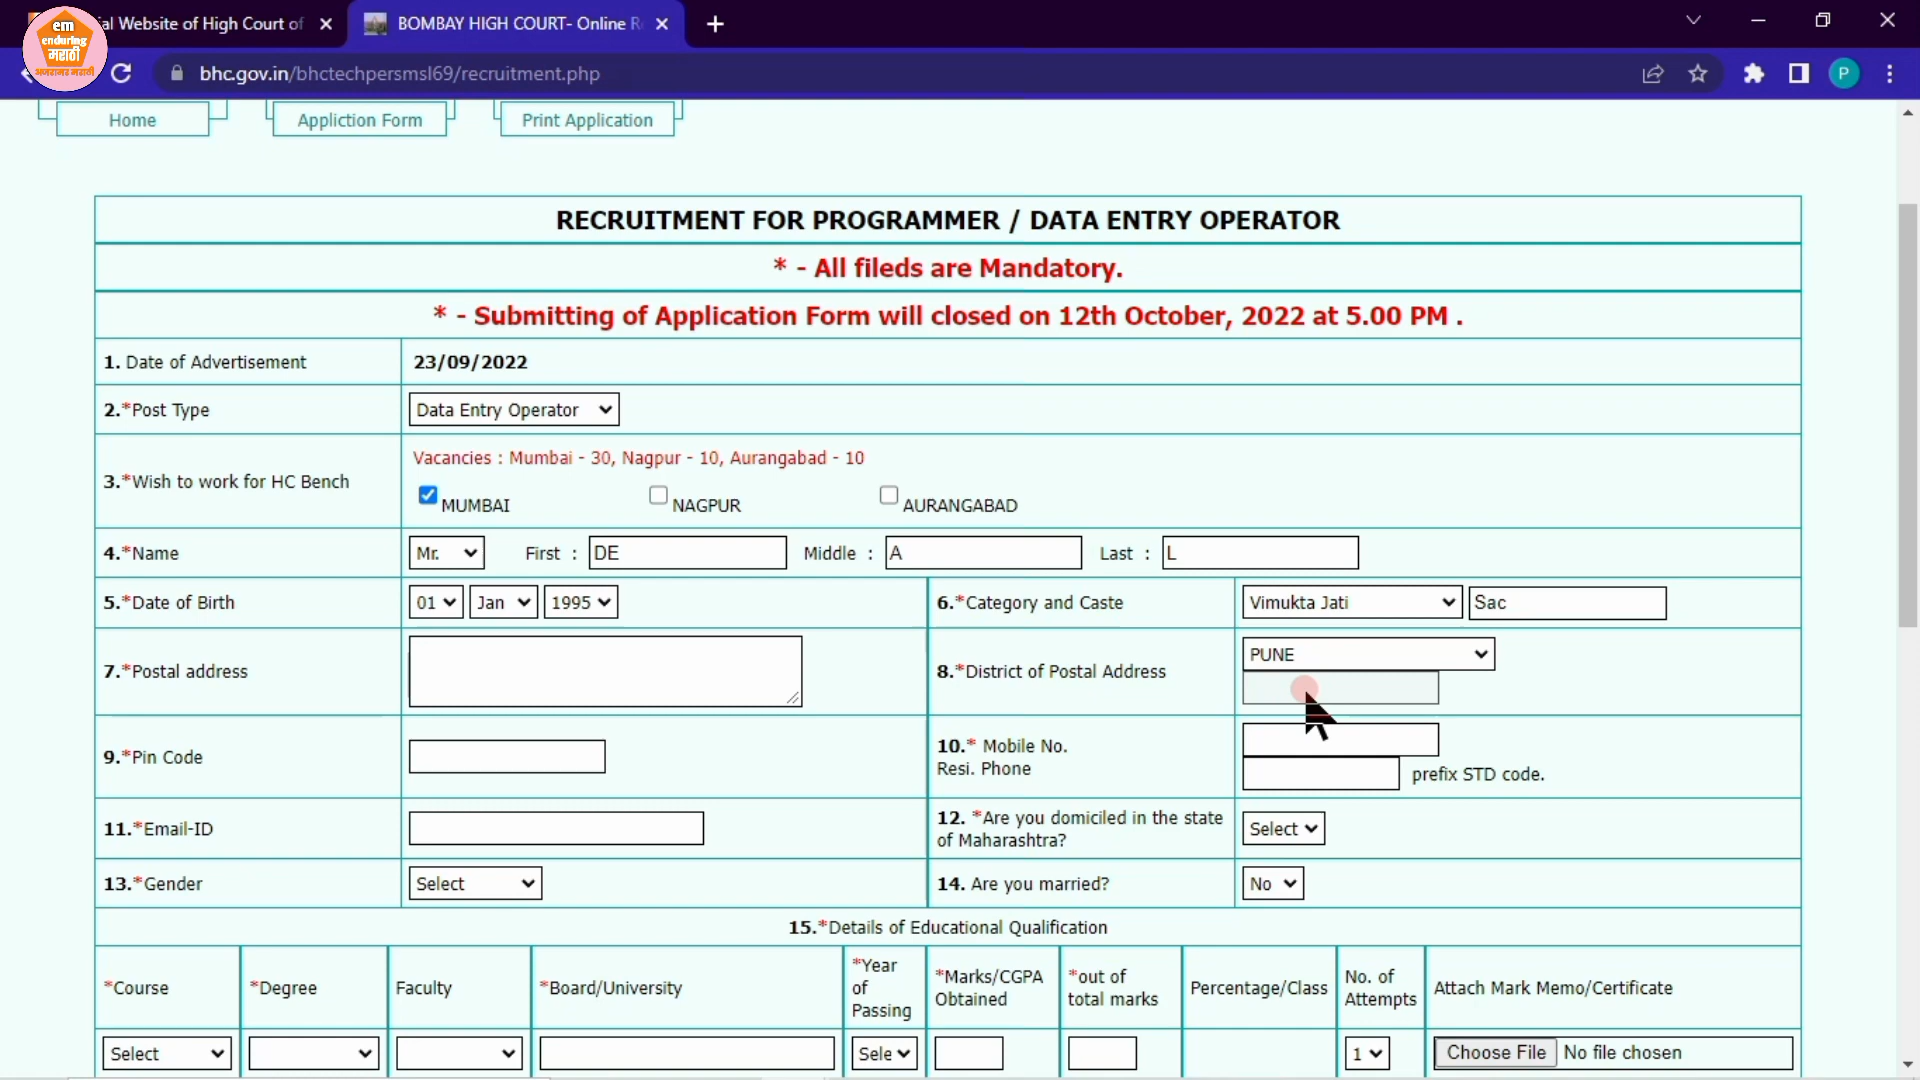 ial Website of High Court of
BOMBAY HIGH COURT- Online R
em
enduring
मराठी
अजरामर मराठी
bhc.gov.in/bhctechpersmsl69/recruitment.php
P
Home
Appliction Form
Print Application
RECRUITMENT FOR PROGRAMMER / DATA ENTRY OPERATOR
* - All fileds are Mandatory.
* - Submitting of Application Form will closed on 12th October, 2022 at 5.00 PM .
1. Date of Advertisement 23/09/2022
2.*Post Type Data Entry Operator
Vacancies : Mumbai - 30, Nagpur - 10, Aurangabad - 10
3.*Wish to work for HC Bench
MUMBAI NAGPUR AURANGABAD
4.*Name Mr. First : DE Middle : A Last : L
5.*Date of Birth 01 Jan 1995 6.*Category and Caste Vimukta Jati Sac
7.*Postal address 8.*District of Postal Address PUNE
9.*Pin Code 10.* Mobile No.
Resi. Phone prefix STD code.
11.*Email-ID 12. *Are you domiciled in the state
of Maharashtra? Select
13.*Gender Select 14. Are you married? No
15.*Details of Educational Qualification
*Course *Degree Faculty *Board/University *Year
of
Passing *Marks/CGPA
Obtained *out of
total marks Percentage/Class No. of
Attempts Attach Mark Memo/Certificate
Select Sele 1 Choose File No file chosen